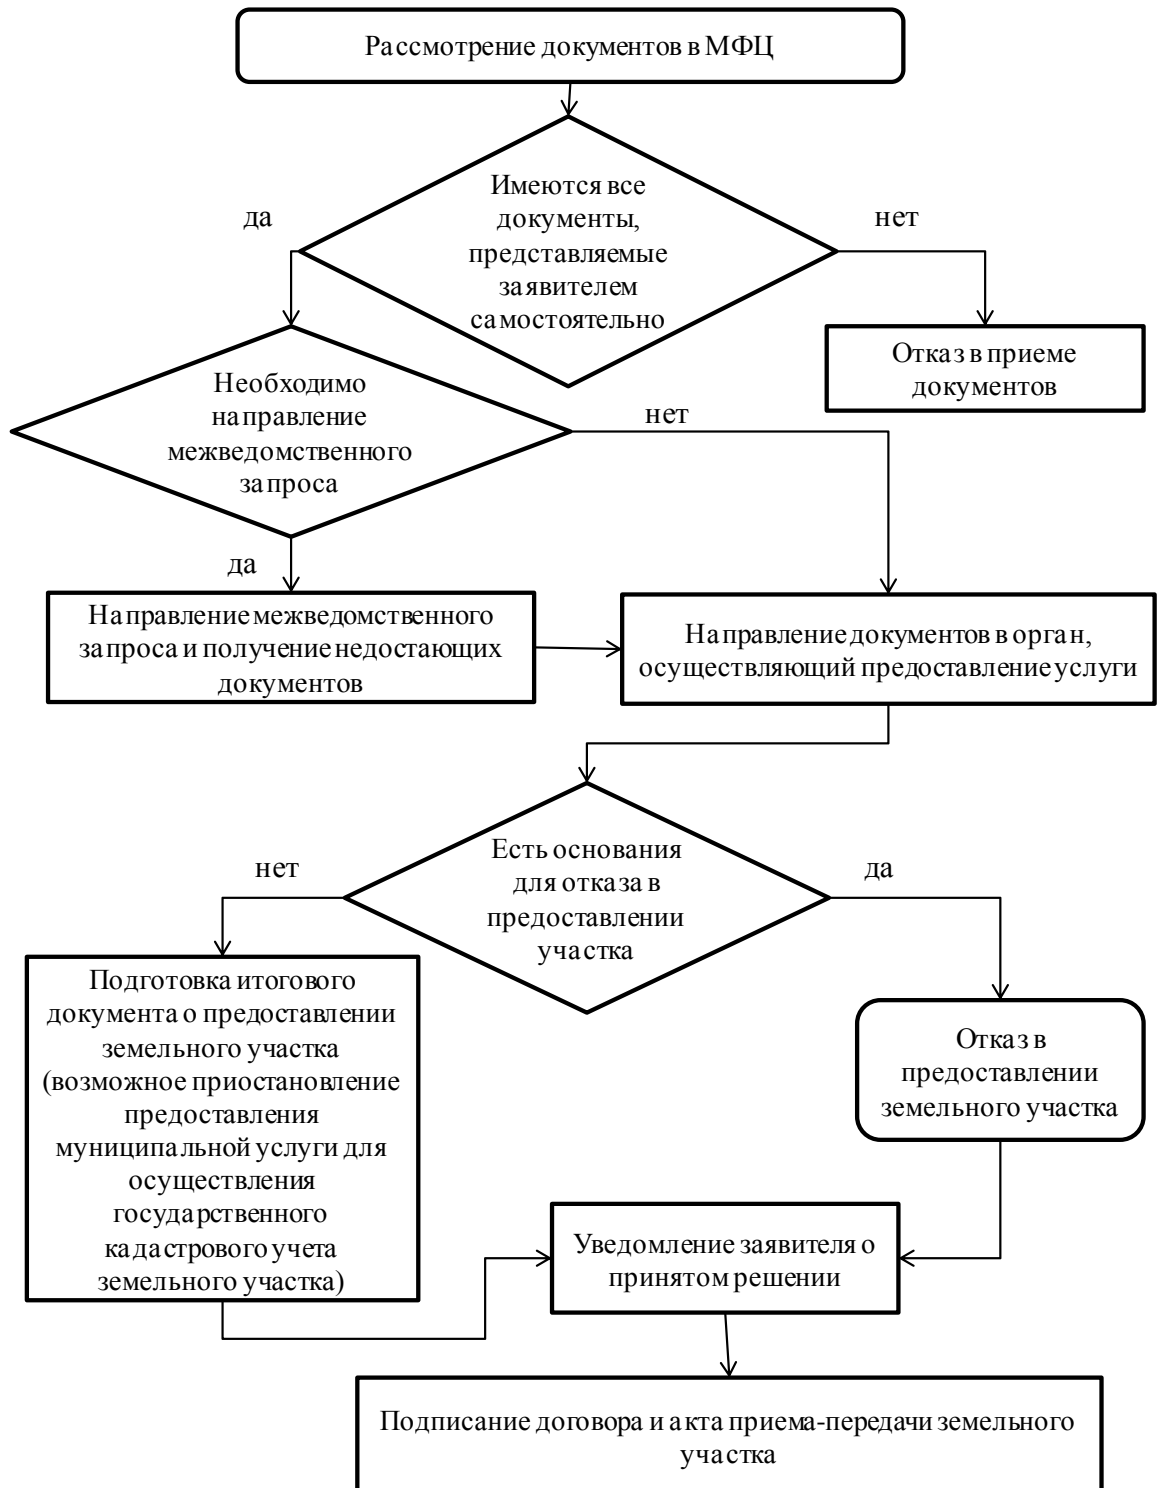 Рассмотрение документов в МФЦ
Имеются все
документы,
представляемые
заявителем
самостоятельно
да
нет
Отказ в приеме
документов
Необходимо
направление
межведомственного
запроса
нет
да
Направление межведомственного
запроса и получение недостающих
документов
Направление документов в орган,
осуществляющий предоставление услуги
Есть основания
для отказа в
предоставлении
участка
нет
да
Подготовка итогового
документа о предоставлении
земельного участка
(возможное приостановление
предоставления
муниципальной услуги для
осуществления
государственного
кадастрового учета
земельного участка)
Отказ в
предоставлении
земельного участка
Уведомление заявителя о
принятом решении
Подписание договора и акта приема-передачи земельного
участка